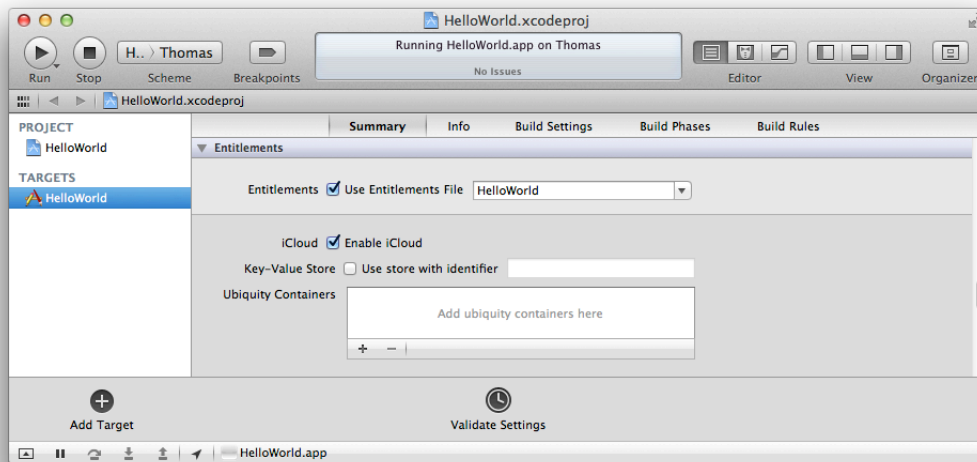 HelloWorld.xcodeproj
H.. 〉 Thomas
Running HelloWorld.app on Thomas
No Issues
Run Stop Scheme Breakpoints Editor View Organizer
HelloWorld.xcodeproj
PROJECT
HelloWorld
TARGETS
HelloWorld
Summary Info Build Settings Build Phases Build Rules
Entitlements
Entitlements Use Entitlements File HelloWorld
iCloud Enable iCloud
Key-Value Store Use store with identifier
Ubiquity Containers
Add ubiquity containers here
Add Target Validate Settings
HelloWorld.app